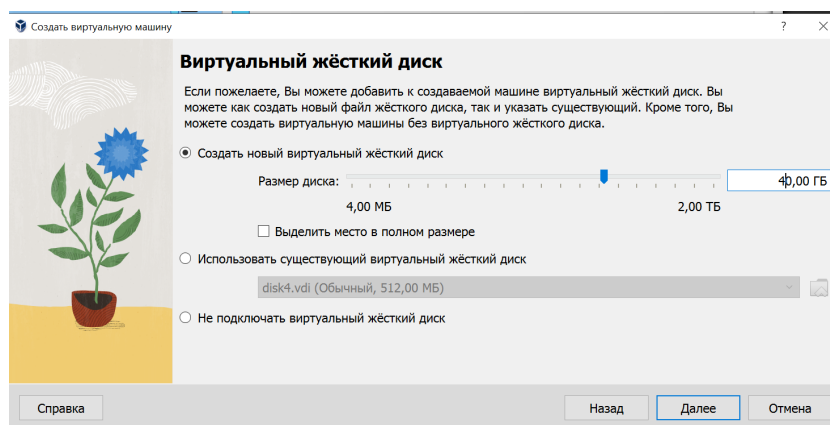 Создать виртуальную машину
Виртуальный жёсткий диск
Если пожелаете, Вы можете добавить к создаваемой машине виртуальный жёсткий диск. Вы
можете как создать новый файл жёсткого диска, так и указать существующий. Кроме того, Вы
можете создать виртуальную машины без виртуального жёсткого диска.
Создать новый виртуальный жёсткий диск
Размер диска: 40,00 ГБ
4,00 МБ 2,00 ТБ
Выделить место в полном размере
Использовать существующий виртуальный жёсткий диск
disk4.vdi (Обычный, 512,00 МБ)
Не подключать виртуальный жёсткий диск
Справка Назад Далее Отмена